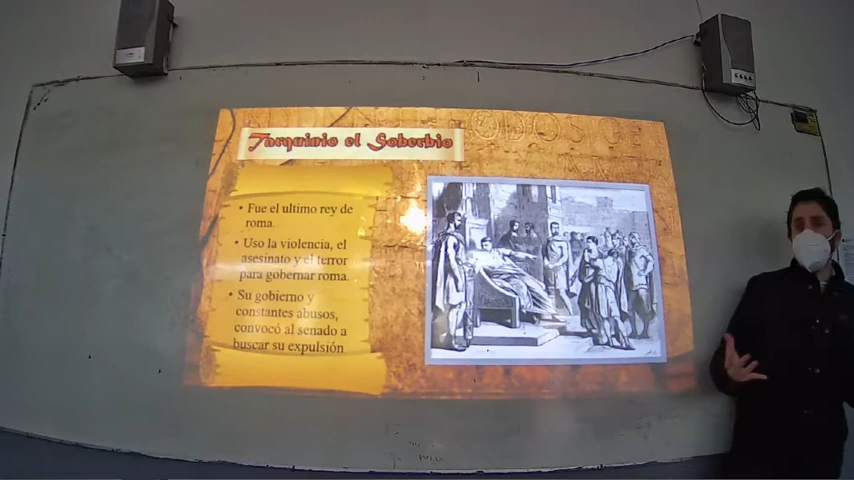 Tarquinio el Soberbio
• Fue el ultimo rey de
roma.
• Uso la violencia, el
asesinato y el terror
para gobernar roma.
• Su gobierno y
constantes abusos,
convocó al senado a
buscar su expulsión